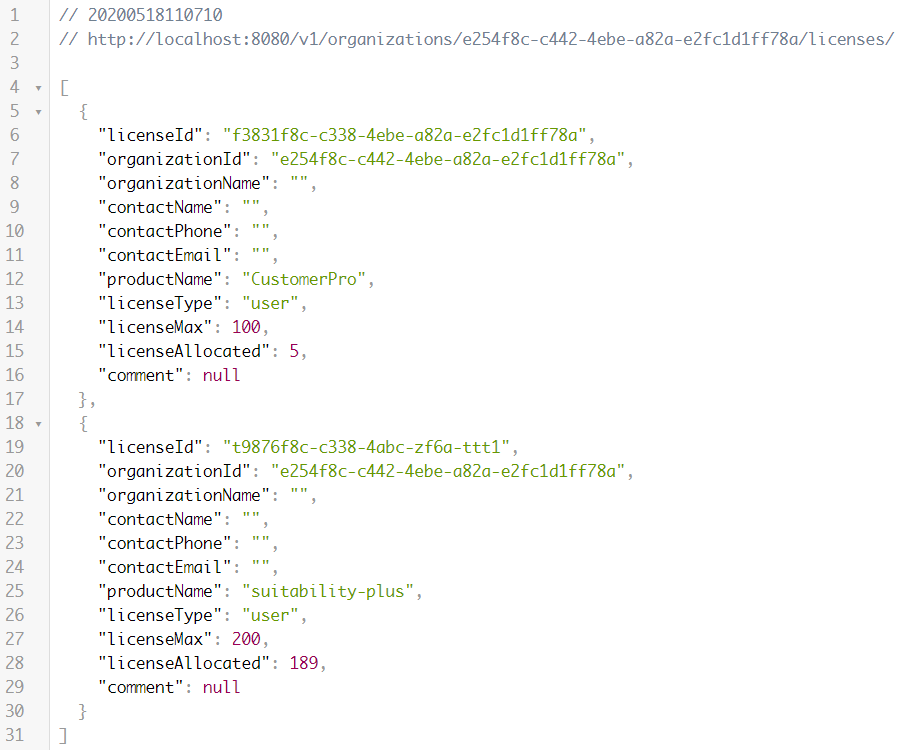 1 // 20200518110710
2 // http://localhost:8080/v1/organizations/e254f8c-c442-4ebe-a82a-e2fc1d1ff78a/licenses/
3
4 [
5 {
6 "licenseId": "f3831f8c-c338-4ebe-a82a-e2fc1d1ff78a",
7 "organizationId": "e254f8c-c442-4ebe-a82a-e2fc1d1ff78a",
8 "organizationName": "",
9 "contactName": "",
10 "contactPhone": "",
11 "contactEmail": "",
12 "productName": "CustomerPro",
13 "licenseType": "user",
14 "licenseMax": 100,
15 "licenseAllocated": 5,
16 "comment": null
17 },
18 {
19 "licenseId": "t9876f8c-c338-4abc-zf6a-ttt1",
20 "organizationId": "e254f8c-c442-4ebe-a82a-e2fc1d1ff78a",
21 "organizationName": "",
22 "contactName": "",
23 "contactPhone": "",
24 "contactEmail": "",
25 "productName": "suitability-plus",
26 "licenseType": "user",
27 "licenseMax": 200,
28 "licenseAllocated": 189,
29 "comment": null
30 }
31 ]